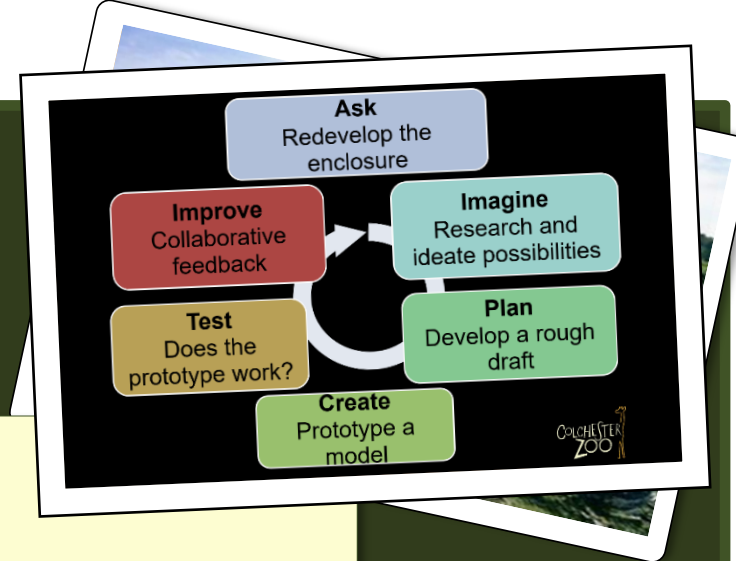 Ask
Redevelop the
enclosure
Imagine
Research and
ideate possibilities
Plan
Develop a rough
draft
Create
Prototype a
model
Test
Does the
prototype work?
Improve
Collaborative
feedback
COLCHESTER
ZOO